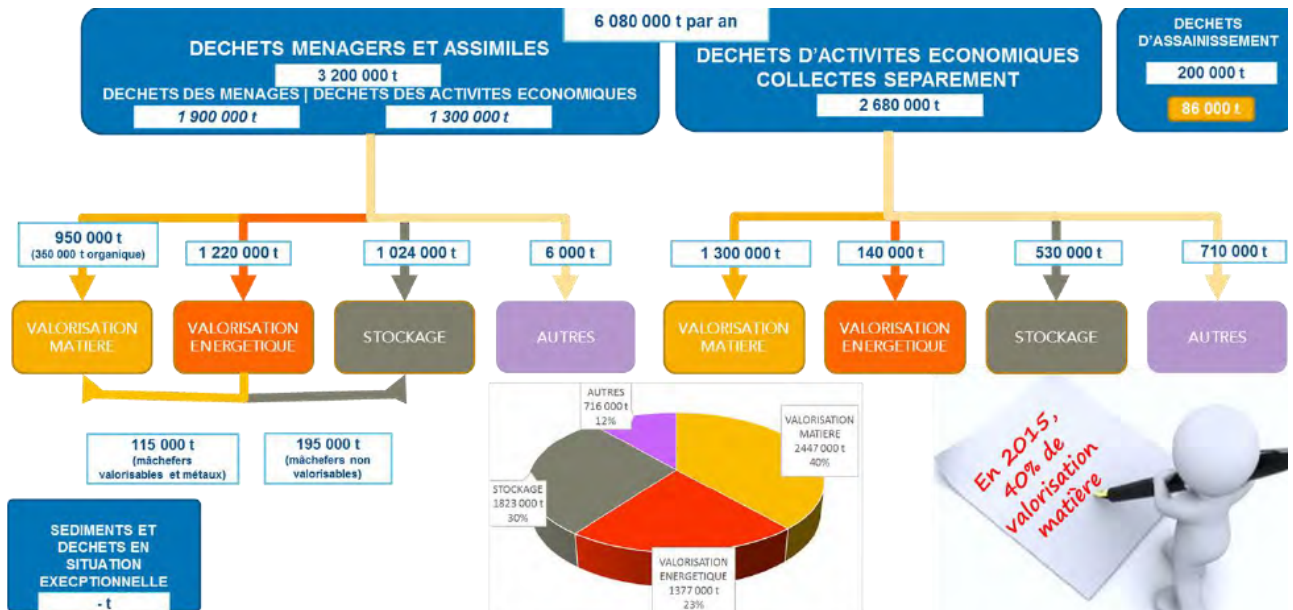 6 080 000 t par an
DECHETS MENAGERS ET ASSIMILES
3 200 000 t
DECHETS DES MENAGES | DECHETS DES ACTIVITES ECONOMIQUES
1 900 000 t
1 300 000 t
DECHETS D'ACTIVITES ECONOMIQUES
COLLECTES SEPAREMENT
2 680 000 t
DECHETS
D'ASSAINISSEMENT
200 000 t
86 000 t
950 000 t
(350 000 t organique)
1 220 000 t
1 024 000 t
6 000 t
1 300 000 t
140 000 t
530 000 t
710 000 t
VALORISATION
MATIERE
VALORISATION
ENERGETIQUE
STOCKAGE
AUTRES
VALORISATION
MATIERE
VALORISATION
ENERGETIQUE
STOCKAGE
AUTRES
115 000 t
(mâchefers
valorisables et métaux)
195 000 t
(mâchefers non
valorisables)
SEDIMENTS ET
DECHETS EN
SITUATION
EXECPTIONNELLE
- t
AUTRES
716 000 t
12%
VALORISATION
MATIERE
2447 000 t
40%
STOCKAGE
1823 000 t
30%
VALORISATION
ENERGETIQUE
1377 000 t
23%
En 2015,
40% de
valorisation
matière